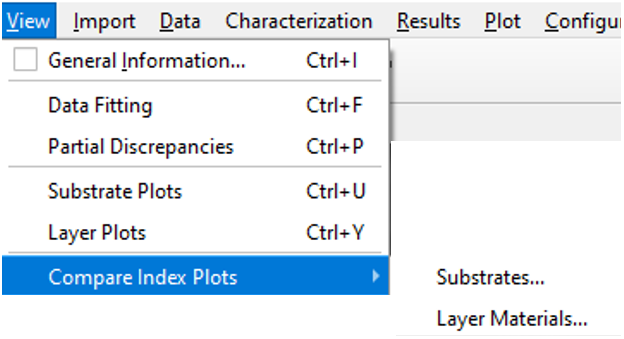 View Import Data Characterization Results Plot Configu
General Information... Ctrl+I
Data Fitting Ctrl+F
Partial Discrepancies Ctrl+P
Substrate Plots Ctrl+U
Layer Plots Ctrl+Y
Compare Index Plots
Substrates...
Layer Materials...